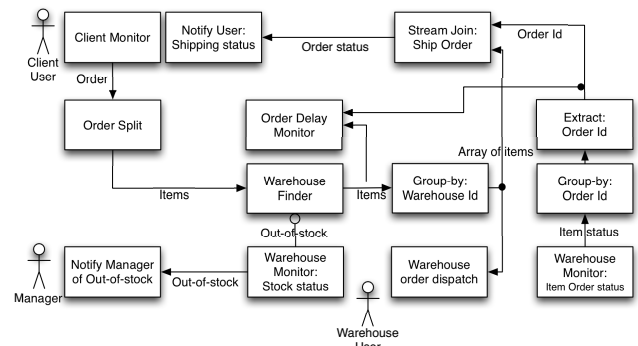 Client Monitor
Notify User:
Shipping status
Stream Join:
Ship Order
Order Id
Order status
Client
User
Order
Order Split
Order Delay
Monitor
Extract:
Order Id
Array of items
Warehouse
Finder
Items
Items
Group-by:
Warehouse Id
Group-by:
Order Id
Out-of-stock
Item status
Notify Manager
of Out-of-stock
Out-of-stock
Warehouse
Monitor:
Stock status
Warehouse
order dispatch
Warehouse
Monitor:
Item Order status
Manager
Warehouse
User